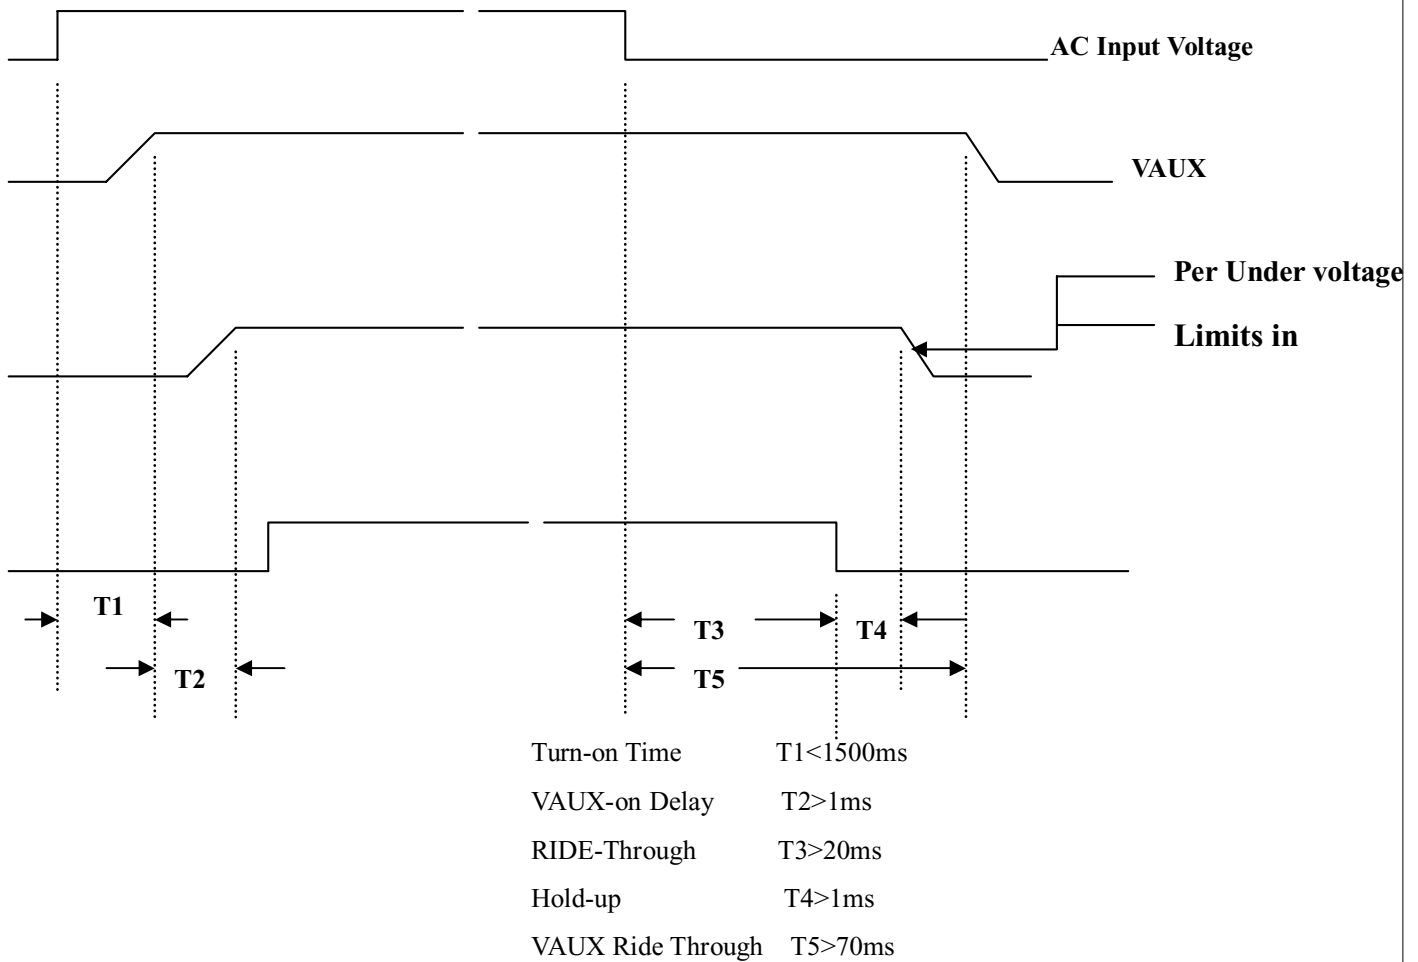 AC Input Voltage
VAUX
Per Under voltage
Limits in
T1
T3
T4
T2
T5
Turn-on Time T1<1500ms
VAUX-on Delay T2>1ms
RIDE-Through T3>20ms
Hold-up T4>1ms
VAUX Ride Through T5>70ms